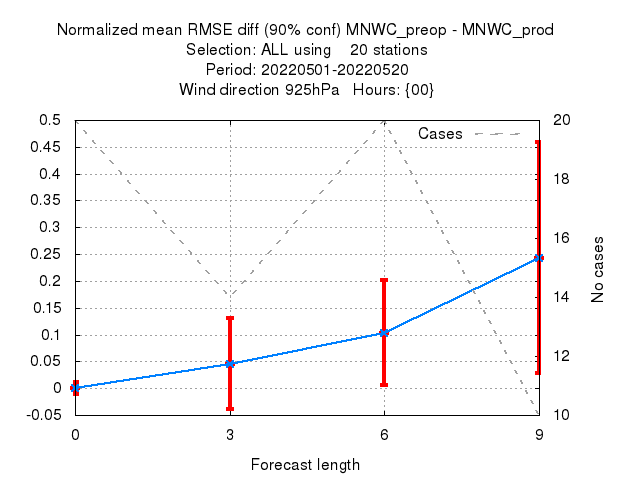 Normalized mean RMSE diff (90% conf) MNWC_preop - MNWC_prod
Selection: ALL using    20 stations
Period: 20220501-20220520
Wind direction 925hPa   Hours: {00}
Cases
0.5
0.45
0.4
0.35
0.3
0.25
0.2
0.15
0.1
0.05
0
-0.05
20
18
16
14
12
10
No cases
0 3 6 9
Forecast length